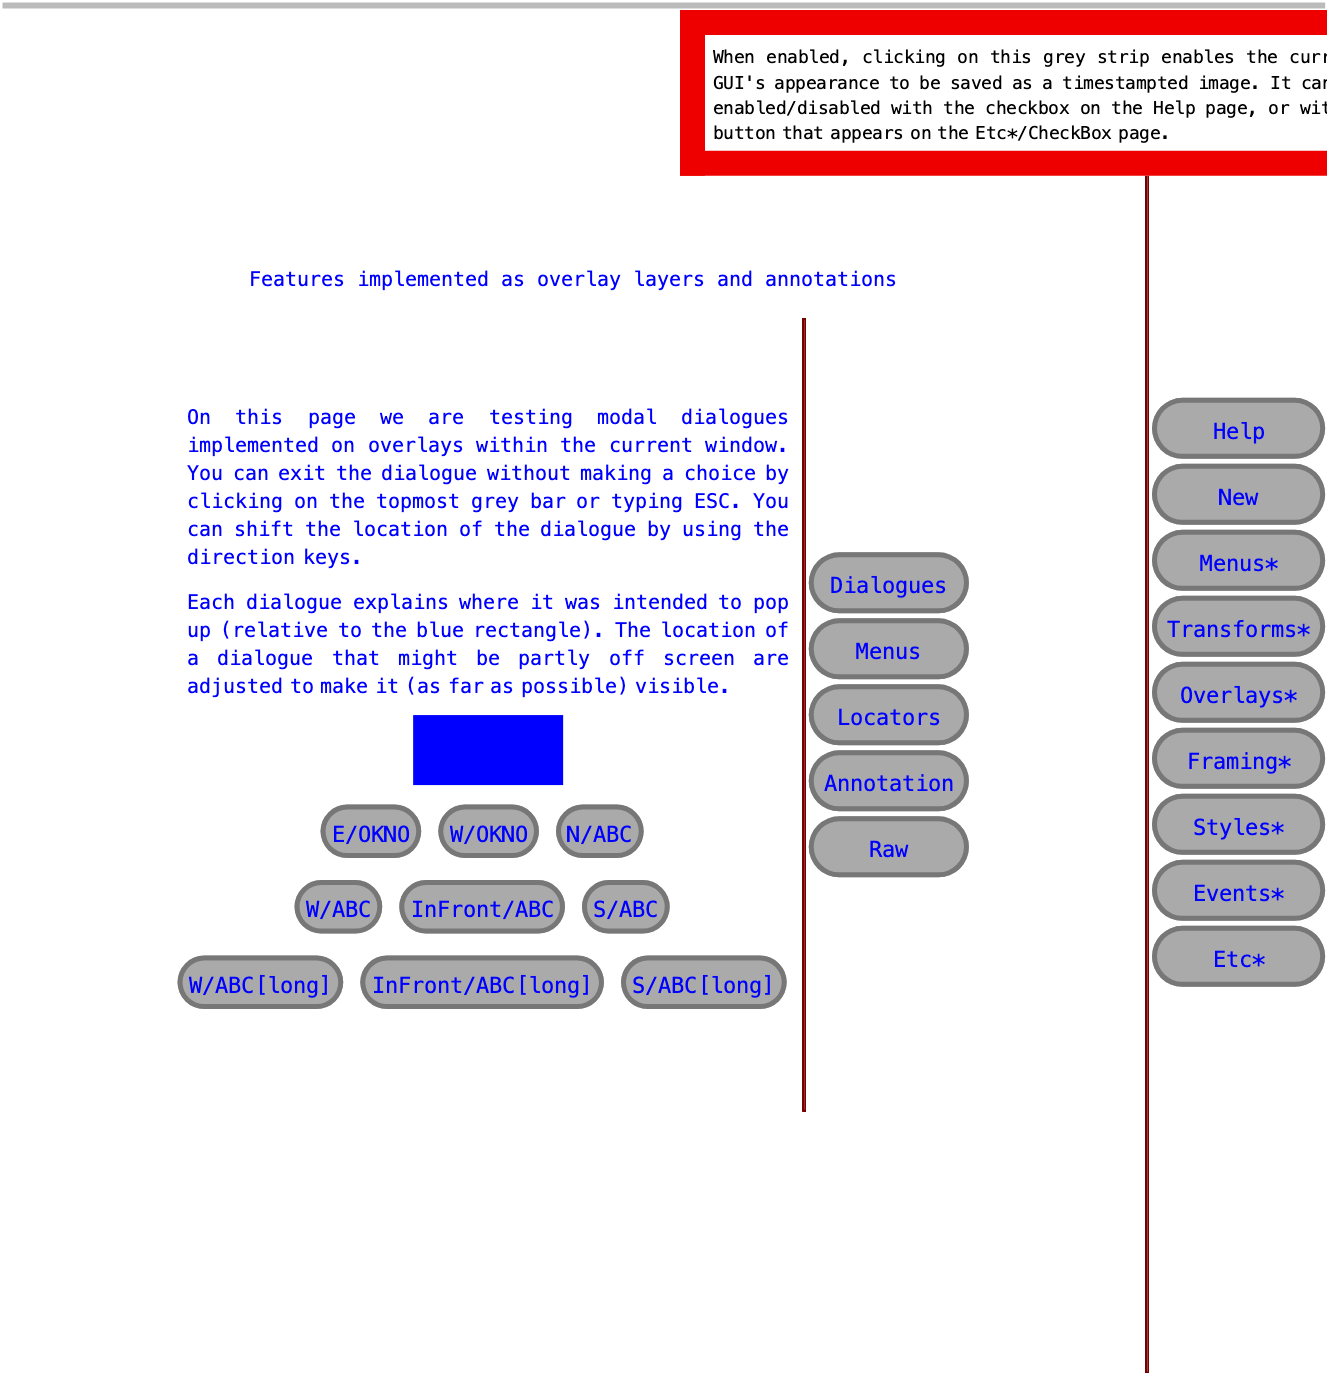 When enabled, clicking on this grey strip enables the
GUI's appearance to be saved as a timestampted image. It
enabled/disabled with the checkbox on the Help page, or
button that appears on the Etc*/CheckBox page.
Features implemented as overlay layers and annotations
On this page we are testing modal dialogues
implemented on overlays within the current window.
You can exit the dialogue without making a choice by
clicking on the topmost grey bar or typing ESC. You
can shift the location of the dialogue by using the
direction keys.
Each dialogue explains where it was intended to pop
up (relative to the blue rectangle). The location of
a dialogue that might be partly off screen are
adjusted to make it (as far as possible) visible.
E/OKNO W/OKNO N/ABC
W/ABC InFront/ABC S/ABC
W/ABC[long] InFront/ABC[long] S/ABC[long]
Dialogues
Menus
Locators
Annotation
Raw
Help
New
Menus*
Transforms*
Overlays*
Framing*
Styles*
Events*
Etc*